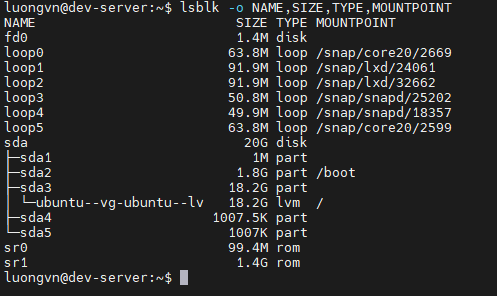 luongvn@dev-server:~$ lsblk -o NAME,SIZE,TYPE,MOUNTPOINT
NAME                        SIZE TYPE MOUNTPOINT
fd0                         1.4M disk
loop0                      63.8M loop /snap/core20/2669
loop1                      91.9M loop /snap/lxd/24061
loop2                      91.9M loop /snap/lxd/32662
loop3                      50.8M loop /snap/snapd/25202
loop4                      49.9M loop /snap/snapd/18357
loop5                      63.8M loop /snap/core20/2599
sda                          20G disk
├─sda1                        1M part
├─sda2                      1.8G part /boot
├─sda3                     18.2G part
│ └─ubuntu--vg-ubuntu--lv  18.2G lvm  /
├─sda4                   1007.5K part
└─sda5                     1007K part
sr0                        99.4M rom
sr1                         1.4G rom
luongvn@dev-server:~$